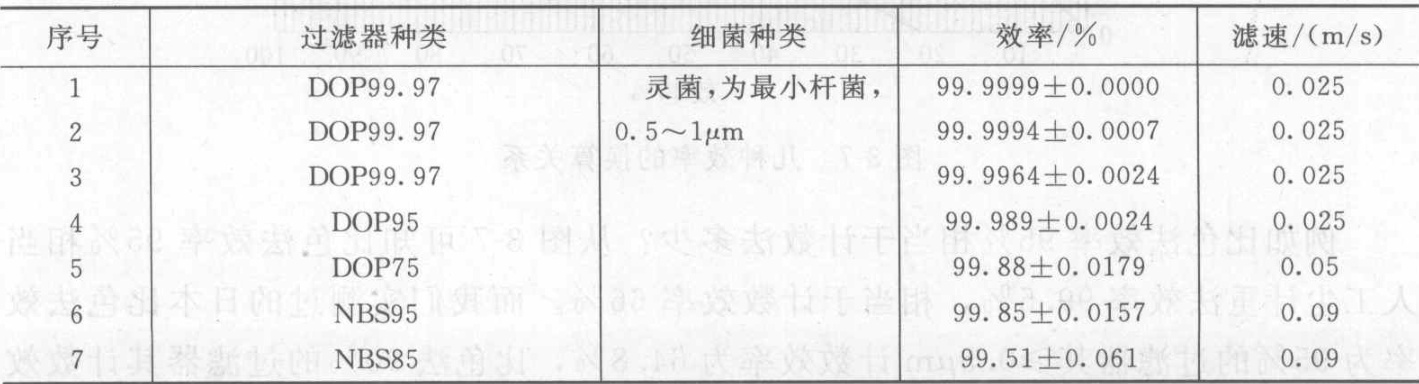 序号 过滤器种类 细菌种类 效率/% 滤速/(m/s)
1 DOP99.97 灵菌,为最小杆菌, 99.9999±0.0000 0.025
2 DOP99.97 0.5～1μm 99.9994±0.0007 0.025
3 DOP99.97 99.9964±0.0024 0.025
4 DOP95 99.989±0.0024 0.025
5 DOP75 99.88±0.0179 0.05
6 NBS95 99.85±0.0157 0.09
7 NBS85 99.51±0.061 0.09